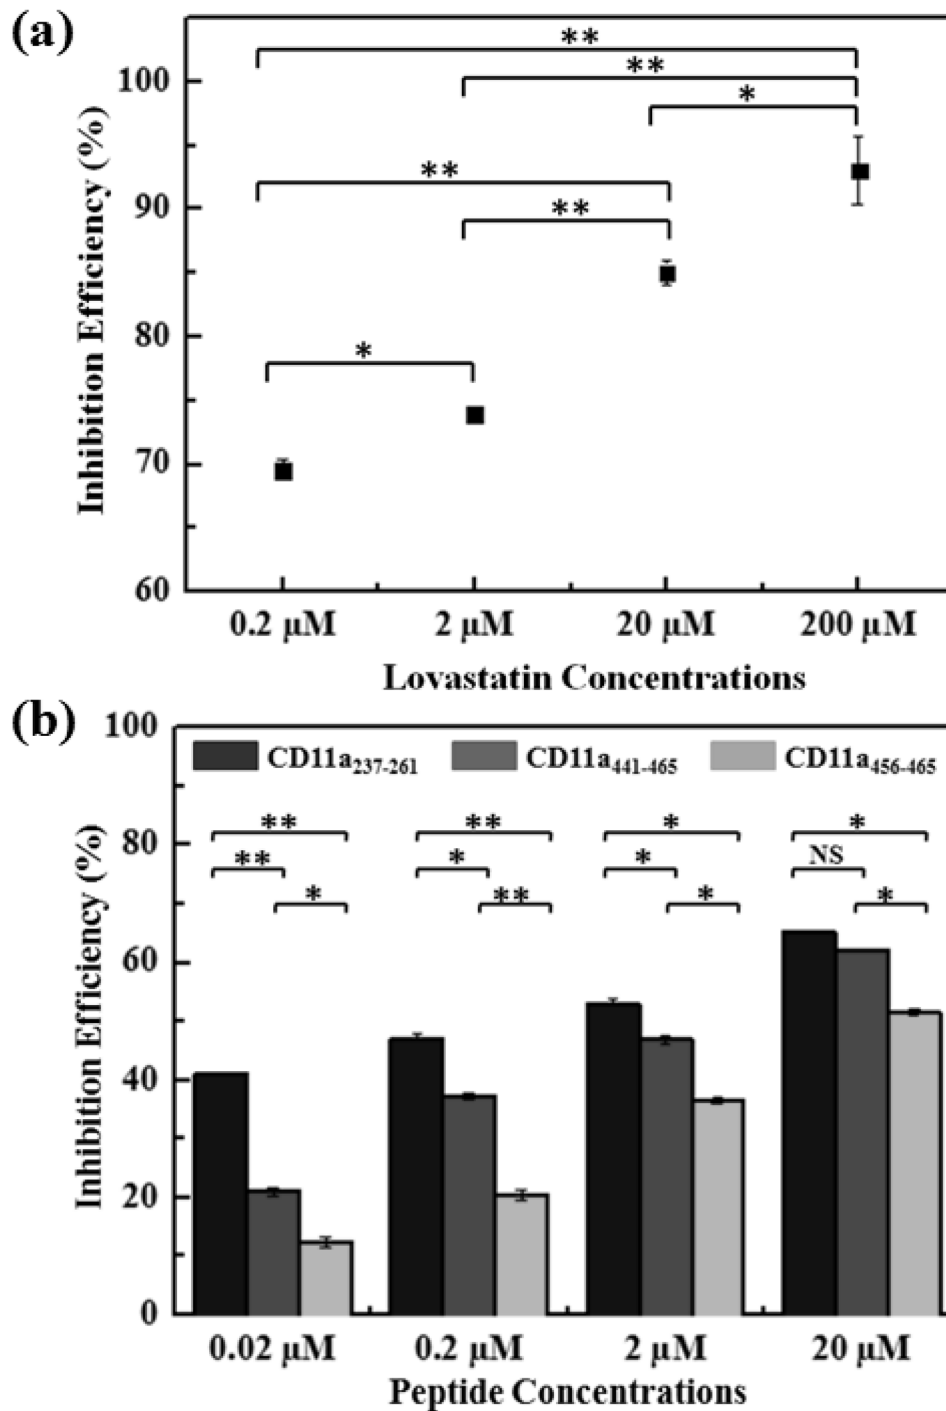 (a)
**
**
*
**
**
*
100
90
80
70
60
Inhibition Efficiency (%)
0.2 μM 2 μM 20 μM 200 μM
Lovastatin Concentrations
(b)
100
80
60
40
20
0
Inhibition Efficiency (%)
CD11a237-261 CD11a441-465 CD11a456-465
** ** * *
** * * NS
* ** * *
0.02 μM 0.2 μM 2 μM 20 μM
Peptide Concentrations